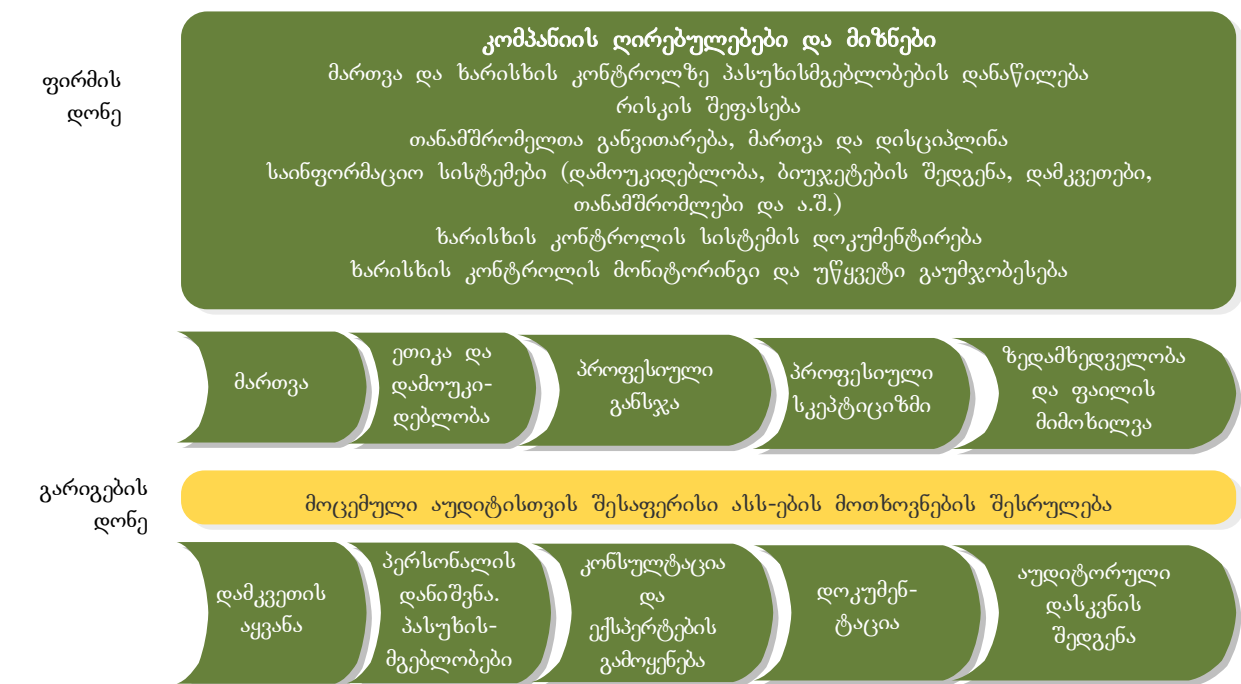 ფირმის
დონე
კომპანიის ღირებულებები და მიზნები
მართვა და ხარისხის კონტროლზე პასუხისმგებლობების დანაწილება
რისკის შეფასება
თანამშრომელთა განვითარება, მართვა და დისციპლინა
საინფორმაციო სისტემები (დამოუკიდებლობა, ბიუჯეტების შედგენა, დამკვეთები,
თანამშრომლები და ა.შ.)
ხარისხის კონტროლის სისტემის დოკუმენტირება
ხარისხის კონტროლის მონიტორინგი და უწყვეტი გაუმჯობესება
მართვა
ეთიკა და
დამოუკი-
დებლობა
პროფესიული
განსჯა
პროფესიული
სკეპტიციზმი
ზედამხედველობა
და ფაილის
მიმოხილვა
გარიგების
დონე
მოცემული აუდიტისთვის შესაფერისი ასს-ების მოთხოვნების შესრულება
დამკვეთის
აყვანა
პერსონალის
დანიშვნა.
პასუხის-
მგებლობები
კონსულტაცია
და
ექსპერტების
გამოყენება
დოკუმენ-
ტაცია
აუდიტორული
დასკვნის
შედგენა